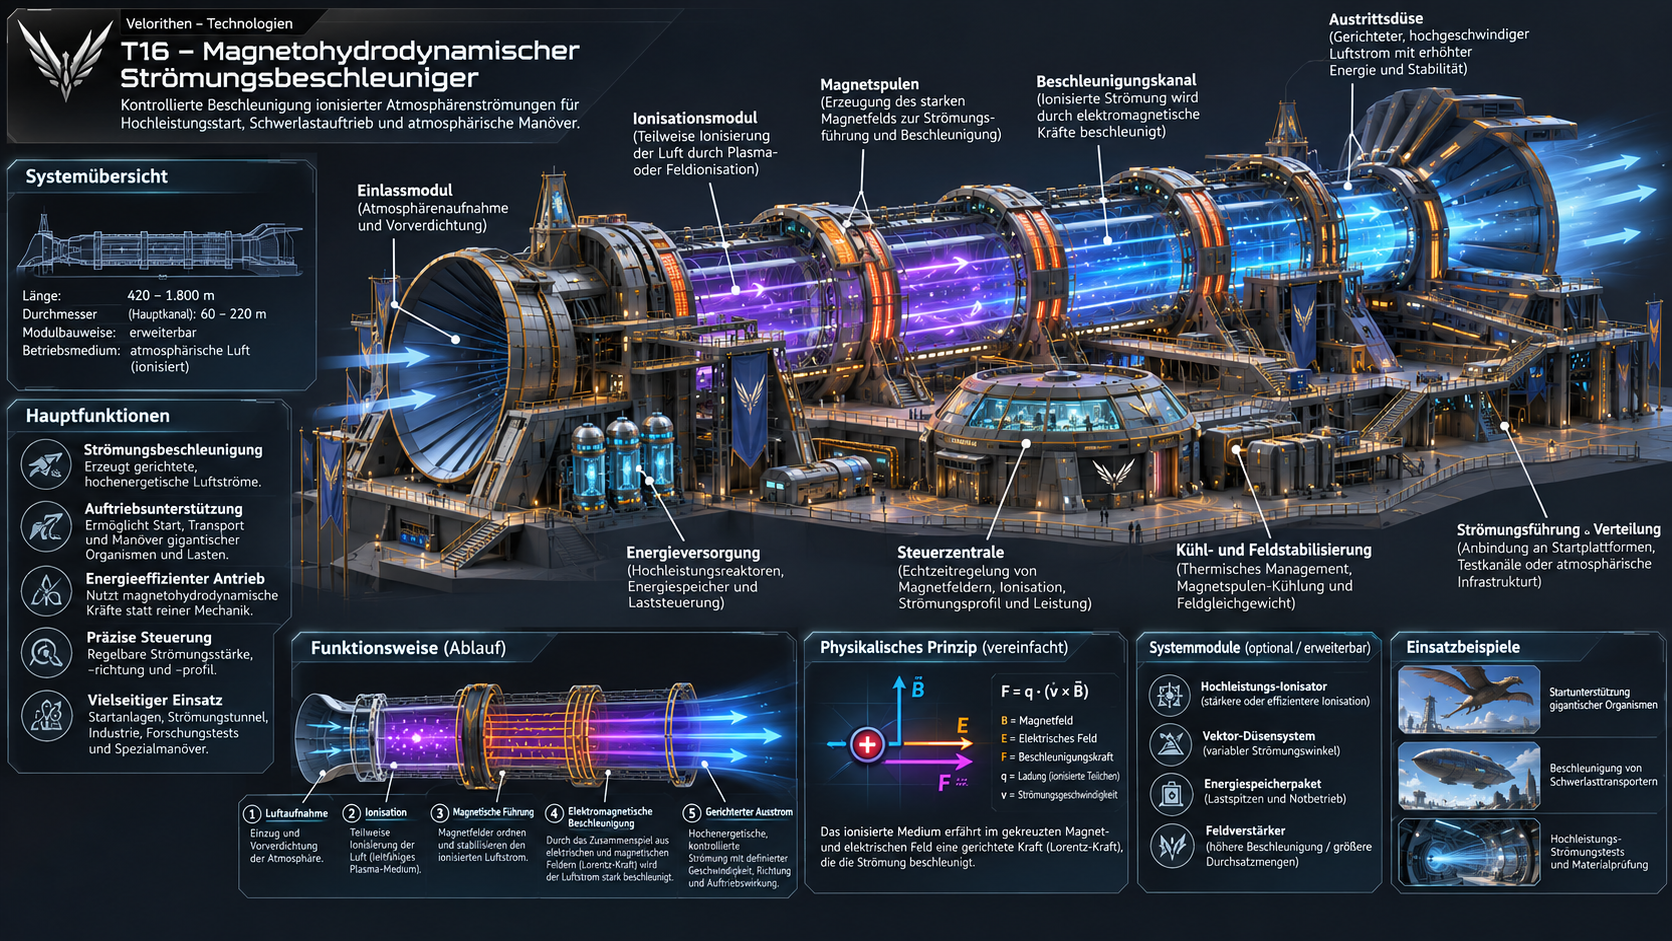 Velorithen – Technologien
T16 – Magnetohydrodynamischer
Strömungsbeschleuniger
Kontrollierte Beschleunigung ionisierter Atmosphärenströmungen für
Hochleistungsstart, Schwerlastauftrieb und atmosphärische Manöver.
Systemübersicht
Länge: 420 – 1.800 m
Durchmesser (Hauptkanal): 60 – 220 m
Modulbauweise: erweiterbar
Betriebsmedium: atmosphärische Luft
(ionisiert)
Hauptfunktionen
Strömungsbeschleunigung
Erzeugt gerichtete,
hochenergetische Luftströme.
Auftriebsunterstützung
Ermöglicht Start, Transport
und Manöver gigantischer
Organismen und Lasten.
Energieeffizienter Antrieb
Nutzt magnetohydrodynamische
Kräfte statt reiner Mechanik.
Präzise Steuerung
Regelbare Strömungsstärke,
–richtung und –profil.
Vielseitiger Einsatz
Startanlagen, Strömungstunnel,
Industrie, Forschungstests
und Spezialmanöver.
Einlassmodul
(Atmosphärenaufnahme
und Vorverdichtung)
Ionisationsmodul
(Teilweise Ionisierung
der Luft durch Plasma-
oder Feldionisation)
Magnetspulen
(Erzeugung des starken
Magnetfelds zur Strömungs-
führung und Beschleunigung)
Beschleunigungskanal
(Ionisierte Strömung wird
durch elektromagnetische
Kräfte beschleunigt)
Austrittsdüse
(Gerichteter, hochgeschwindiger
Luftstrom mit erhöhter
Energie und Stabilität)
Energieversorgung
(Hochleistungsreaktoren,
Energiespeicher und
Laststeuerung)
Steuerzentrale
(Echtzeitregelung von
Magnetfeldern, Ionisation,
Strömungsprofil und Leistung)
Kühl- und Feldstabilisierung
(Thermisches Management,
Magnetspulen-Kühlung und
Feldgleichgewicht)
Strömungsführung & Verteilung
(Anbindung an Startplattformen,
Testkanäle oder atmosphärische
Infrastrukturt)
Funktionsweise (Ablauf)
1 Luftaufnahme
Einzug und
Vorverdichtung
der Atmosphäre.
2 Ionisation
Teilweise
Ionisierung der
Luft (leitfähiges
Plasma-Medium).
3 Magnetische Führung
Magnetfelder ordnen
und stabilisieren den
ionisierten Luftstrom.
4 Elektromagnetische
Beschleunigung
Durch das Zusammenspiel aus
elektrischen und magnetischen
Feldern (Lorentz-Kraft) wird
der Luftstrom stark beschleunigt.
5 Gerichterter Ausstrom
Hochenergetische,
kontrollierte
Strömung mit definierter
Geschwindigkeit, Richtung
und Auftriebswirkung.
Physikalisches Prinzip (vereinfacht)
B
E
F
F = q · (v × B)
B = Magnetfeld
E = Elektrisches Feld
F = Beschleunigungskraft
q = Ladung (ionisierte Teilchen)
v = Strömungsgeschwindigkeit
Das ionisierte Medium erfährt im gekreuzten Magnet-
und elektrischen Feld eine gerichtete Kraft (Lorentz-Kraft),
die die Strömung beschleunigt.
Systemmodule (optional / erweiterbar)
Hochleistungs-Ionisator
(stärkere oder effizientere Ionisation)
Vektor-Düsensystem
(variabler Strömungswinkel)
Energiespeicherpaket
(Lastspitzen und Notbetrieb)
Feldverstärker
(höhere Beschleunigung / größere
Durchsatzmengen)
Einsatzbeispiele
Startunterstützung
gigantischer Organismen
Beschleunigung von
Schwerlasttransportern
Hochleistungs-
Strömungstests
und Materialprüfung